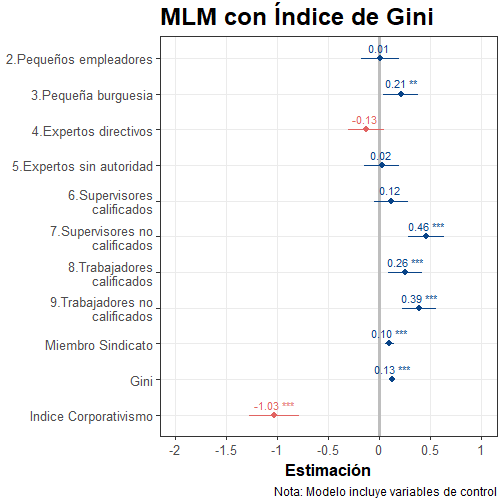 MLM con Índice de Gini
2.Pequeños empleadores
0.01
3.Pequeña burguesia
0.21 **
4.Expertos directivos
-0.13
5.Expertos sin autoridad
0.02
6.Supervisores
calificados
0.12
7.Supervisores no
calificados
0.46 ***
8.Trabajadores
calificados
0.26 ***
9.Trabajadores no
calificados
0.39 ***
Miembro Sindicato
0.10 ***
Gini
0.13 ***
Indice Corporativismo
-1.03 ***
-2 -1.5 -1 -0.5 0 0.5 1
Estimación
Nota: Modelo incluye variables de control